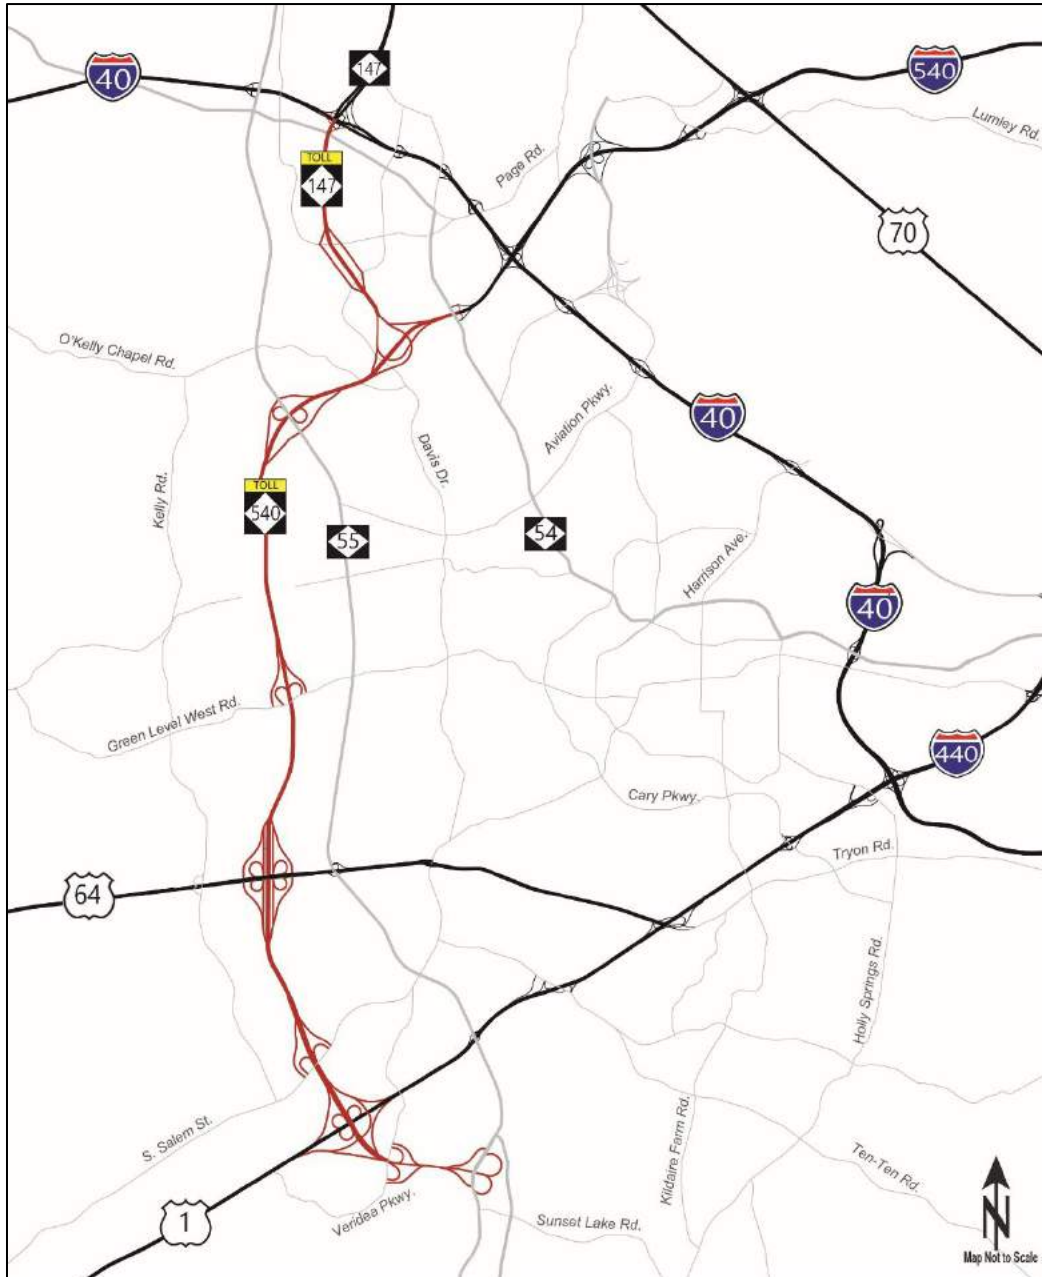 147
40
540
Lumley Rd.
Page Rd.
TOLL
147
70
O'Kelly Chapel Rd.
40
Aviation Pkwy.
Davis Dr.
Kelly Rd.
TOLL
540
55
54
Harrison Ave.
40
Green Level West Rd.
440
Cary Pkwy.
Tryon Rd.
64
Holly Springs Rd.
S. Salem St.
Kildaire Farm Rd.
Ten-Ten Rd.
Veridea Pkwy.
1
Sunset Lake Rd.
N
Map Not to Scale